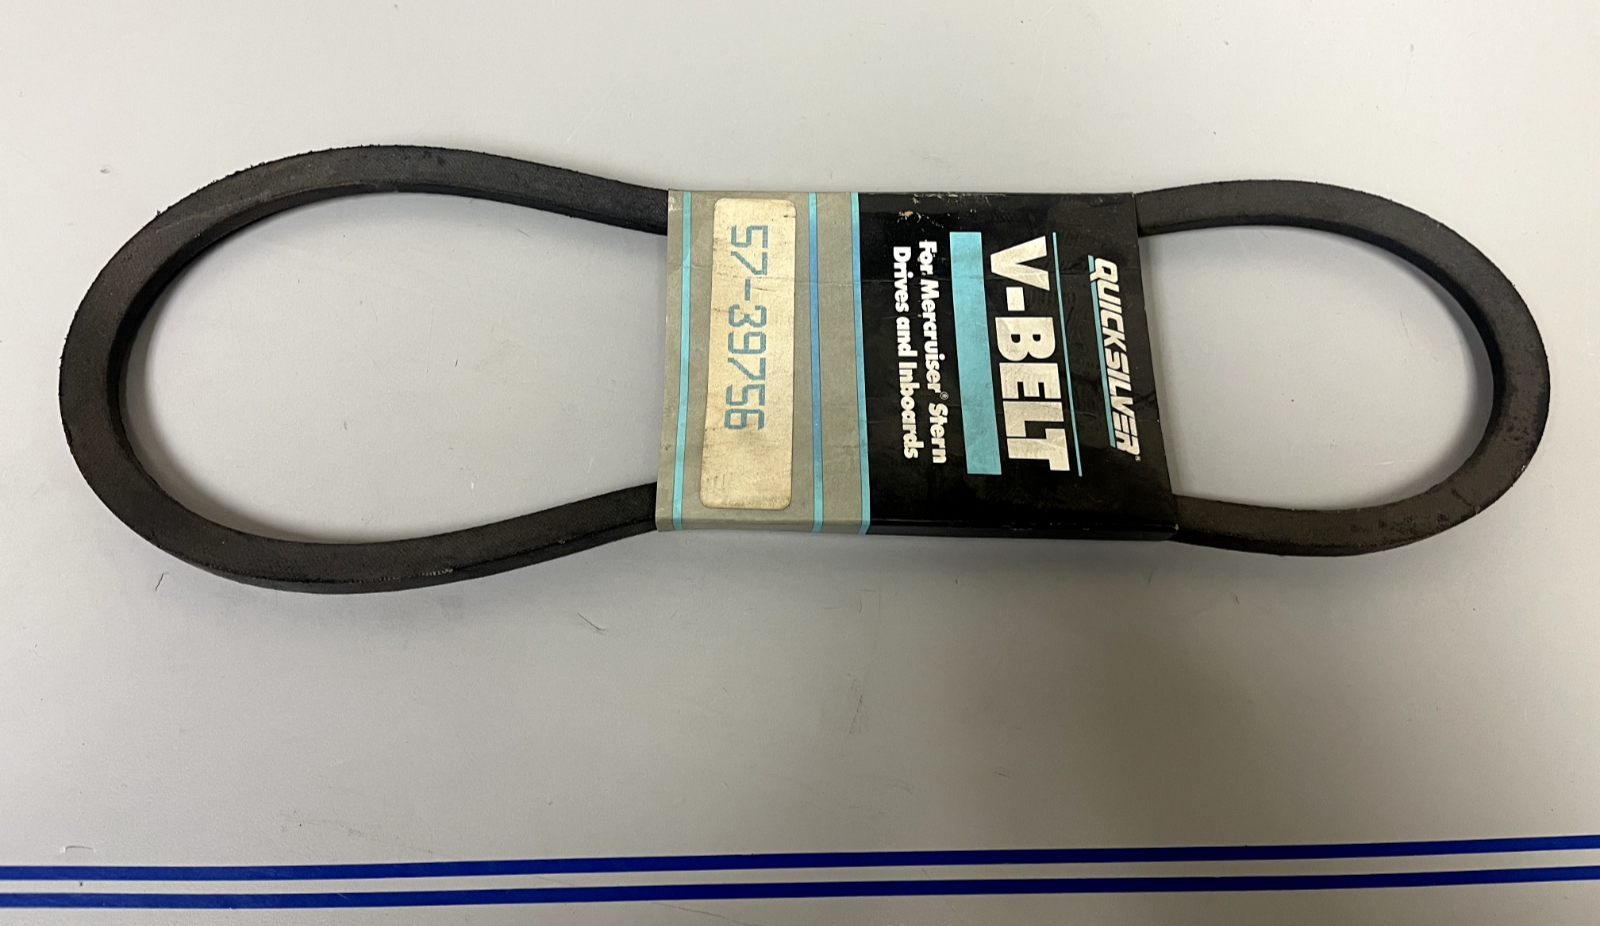 QUICKSILVER®
V-BELT
For Mercruiser® Stern
Drives and Inboards
57-39756